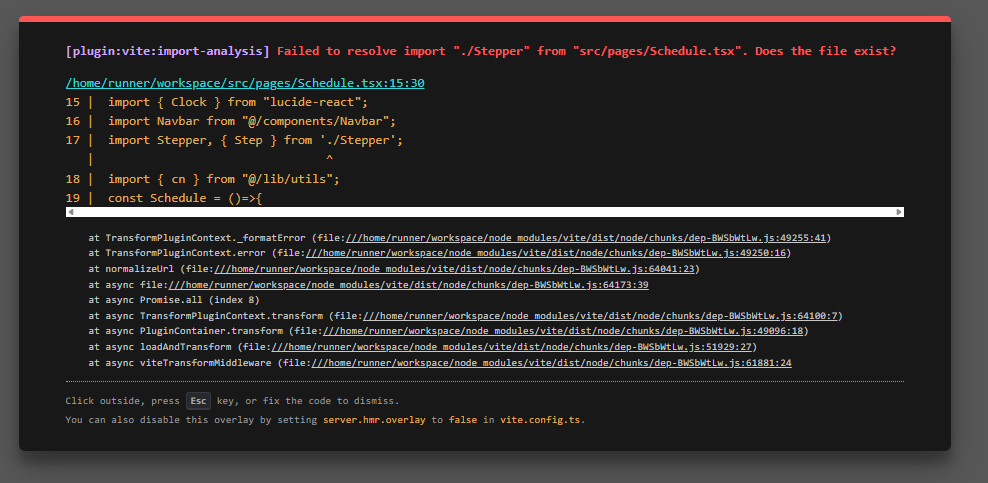 [plugin:vite:import-analysis] Failed to resolve import "./Stepper" from "src/pages/Schedule.tsx". Does the file exist?
/home/runner/workspace/src/pages/Schedule.tsx:15:30
15 |  import { Clock } from "lucide-react";
16 |  import Navbar from "@/components/Navbar";
17 |  import Stepper, { Step } from './Stepper';
   |                                ^
18 |  import { cn } from "@/lib/utils";
19 |  const Schedule = ()=>{
at TransformPluginContext._formatError (file:///home/runner/workspace/node_modules/vite/dist/node/chunks/dep-BWSbWtLw.js:49255:41)
at TransformPluginContext.error (file:///home/runner/workspace/node_modules/vite/dist/node/chunks/dep-BWSbWtLw.js:49250:16)
at normalizeUrl (file:///home/runner/workspace/node_modules/vite/dist/node/chunks/dep-BWSbWtLw.js:64041:23)
at async file:///home/runner/workspace/node_modules/vite/dist/node/chunks/dep-BWSbWtLw.js:64173:39
at async Promise.all (index 8)
at async TransformPluginContext.transform (file:///home/runner/workspace/node_modules/vite/dist/node/chunks/dep-BWSbWtLw.js:64100:7)
at async PluginContainer.transform (file:///home/runner/workspace/node_modules/vite/dist/node/chunks/dep-BWSbWtLw.js:49096:18)
at async loadAndTransform (file:///home/runner/workspace/node_modules/vite/dist/node/chunks/dep-BWSbWtLw.js:51929:27)
at async viteTransformMiddleware (file:///home/runner/workspace/node_modules/vite/dist/node/chunks/dep-BWSbWtLw.js:61881:24
Click outside, press Esc key, or fix the code to dismiss.
You can also disable this overlay by setting server.hmr.overlay to false in vite.config.ts.